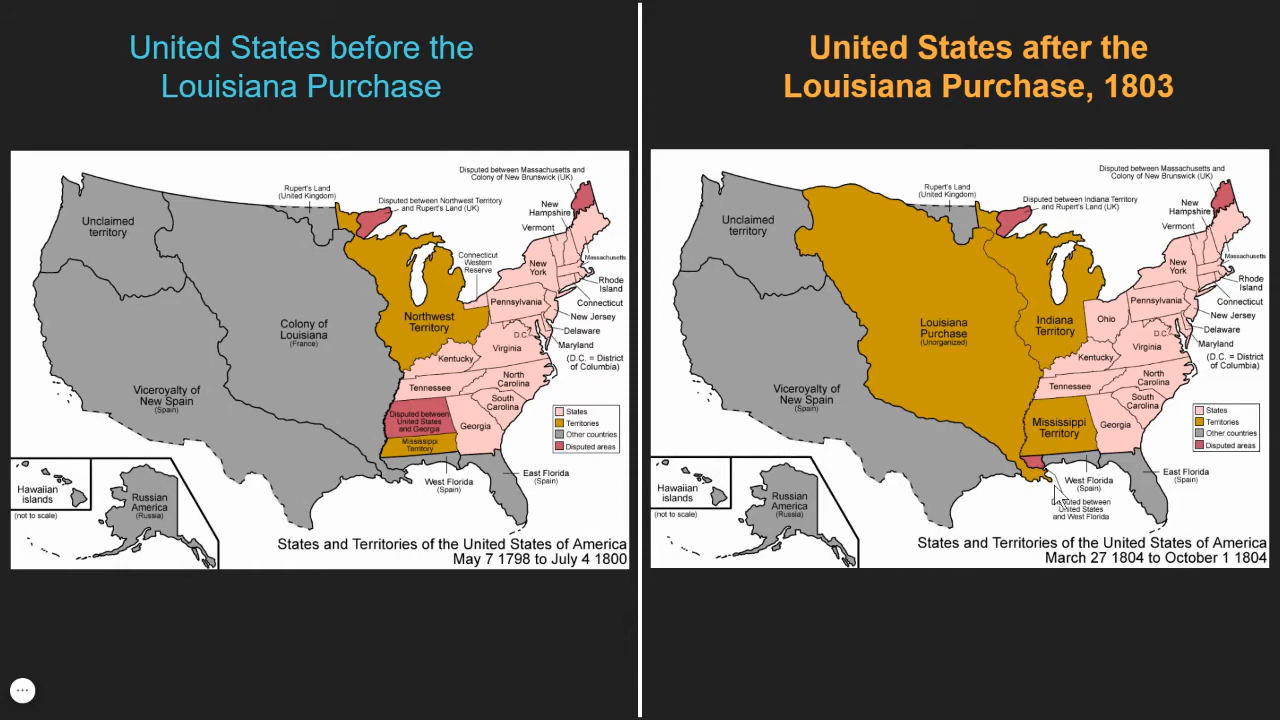 United States before the
Louisiana Purchase
Disputed between Massachusetts and
Colony of New Brunswick (UK)
Rupert's Land
(United Kingdom)
Disputed between Northwest Territory
and Rupert's Land (UK)
New
Hampshire
Vermont
Unclaimed
territory
Connecticut
Western
Reserve
Massachusetts
New
York
Rhode
Island
Pennsylvania
Connecticut
Northwest
Territory
New Jersey
Colony of
Louisiana
(France)
Delaware
D.C.
Maryland
Virginia
(D.C. = District
of Columbia)
Kentucky
Viceroyalty of
New Spain
(Spain)
Tennessee
North
Carolina
South
Carolina
Disputed between
United States
and Georgia
Georgia
Mississippi
Territory
States
Territories
Other countries
Disputed areas
West Florida
(Spain)
East Florida
(Spain)
Hawaiian
islands
(not to scale)
Russian
America
(Russia)
States and Territories of the United States of America
May 7 1798 to July 4 1800
United States after the
Louisiana Purchase, 1803
Disputed between Massachusetts and
Colony of New Brunswick (UK)
Rupert's Land
(United Kingdom)
Disputed between Indiana Territory
and Rupert's Land (UK)
New
Hampshire
Vermont
Unclaimed
territory
Massachusetts
New
York
Rhode
Island
Pennsylvania
Connecticut
Ohio
New Jersey
Indiana
Territory
Louisiana
Purchase
(Unorganized)
Delaware
D.C.
Maryland
Virginia
(D.C. = District
of Columbia)
Kentucky
Viceroyalty of
New Spain
(Spain)
Tennessee
North
Carolina
South
Carolina
Mississippi
Territory
Georgia
States
Territories
Other countries
Disputed areas
West Florida
(Spain)
East Florida
(Spain)
Disputed between
United States
and West Florida
Hawaiian
islands
(not to scale)
Russian
America
(Russia)
States and Territories of the United States of America
March 27 1804 to October 1 1804